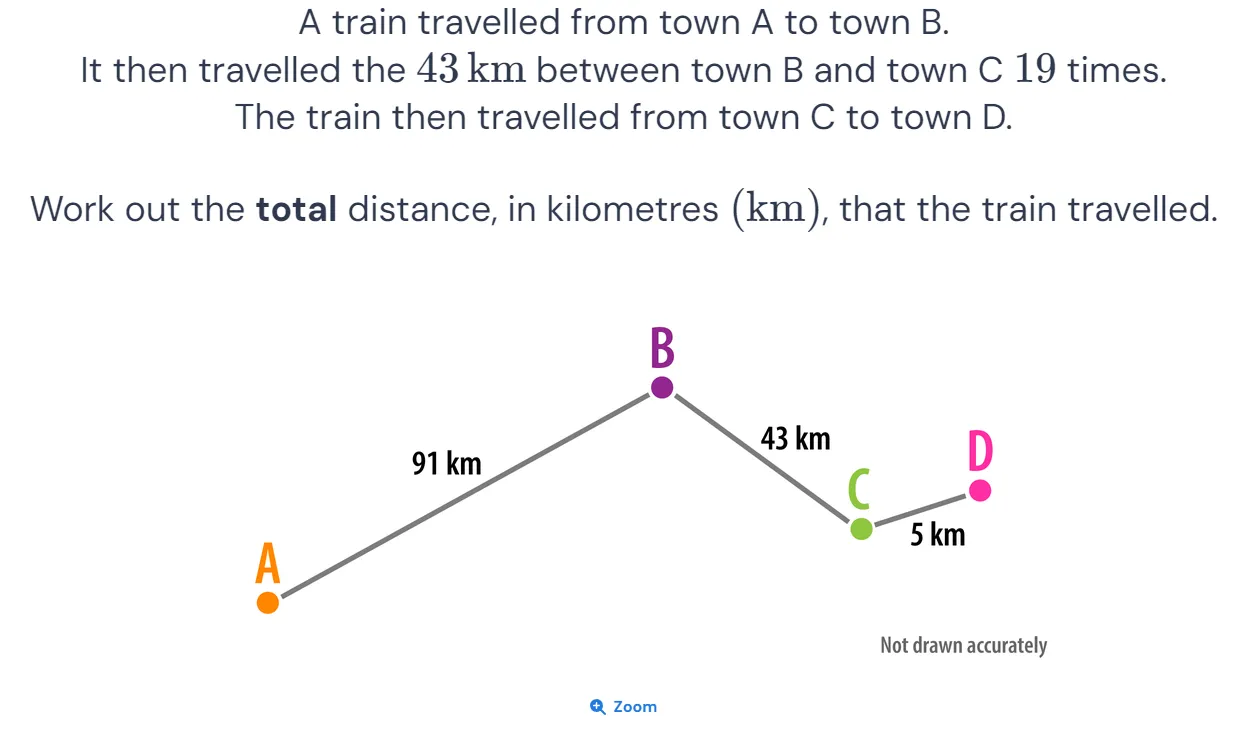 A train travelled from town A to town B.
It then travelled the 43 km between town B and town C 19 times.
The train then travelled from town C to town D.
Work out the total distance, in kilometres (km), that the train travelled.
B
91 km
43 km
D
C
5 km
A
Not drawn accurately
Zoom